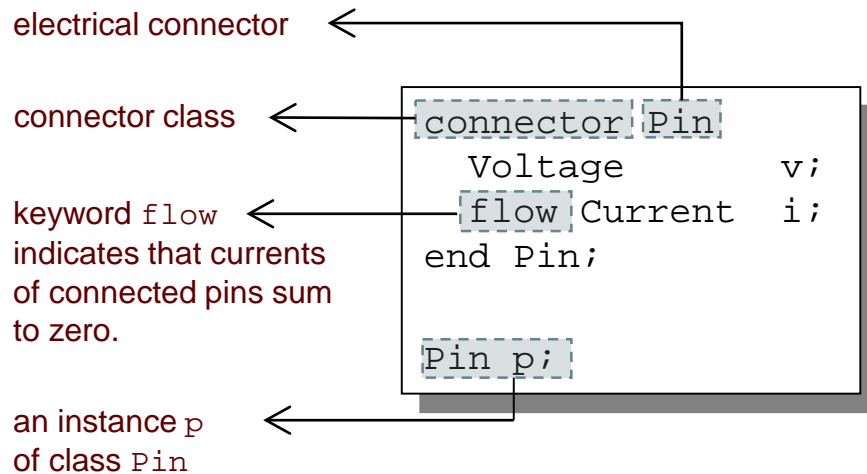 electrical connector
connector class
keyword flow
indicates that currents
of connected pins sum
to zero.
an instance p
of class Pin
connector Pin
Voltage v;
flow Current i;
end Pin;
Pin p;